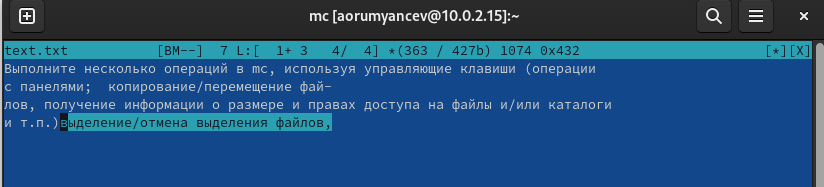 mc [aorumyancev@10.0.2.15]:~
text.txt [BM--] 7 L:[ 1+ 3 4/ 4] *(363 / 427b) 1074 0x432 [*][X]
Выполните несколько операций в mc, используя управляющие клавиши (операции
с панелями; копирование/перемещение фай-
лов, получение информации о размере и правах доступа на файлы и/или каталоги
и т.п.)выделение/отмена выделения файлов,